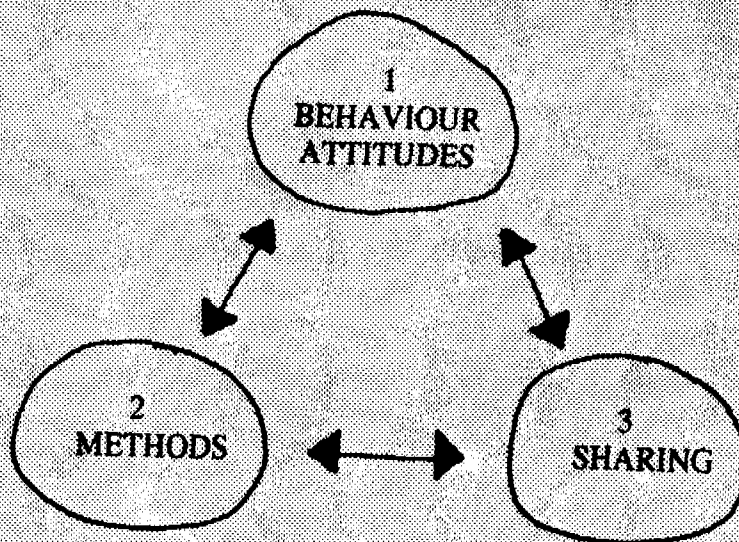 1
BEHAVIOUR
ATTITUDES
2
METHODS
3
SHARING